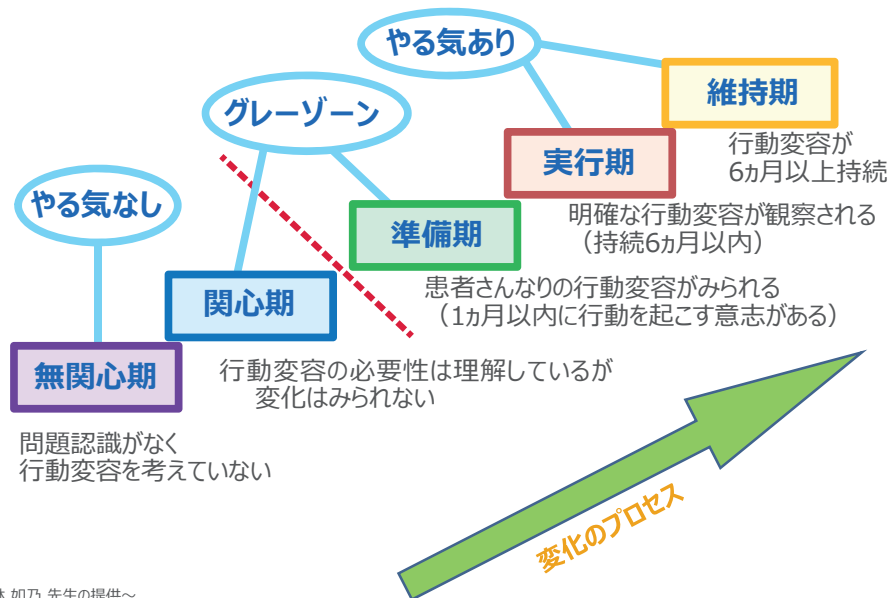 やる気あり
維持期
行動変容が
6ヵ月以上持続
グレーゾーン
実行期
明確な行動変容が観察される
（持続6ヵ月以内）
やる気なし
準備期
患者さんなりの行動変容がみられる
（1ヵ月以内に行動を起こす意志がある）
関心期
行動変容の必要性は理解しているが
変化はみられない
無関心期
問題認識がなく
行動変容を考えていない
変化のプロセス
如乃 先生の提供～